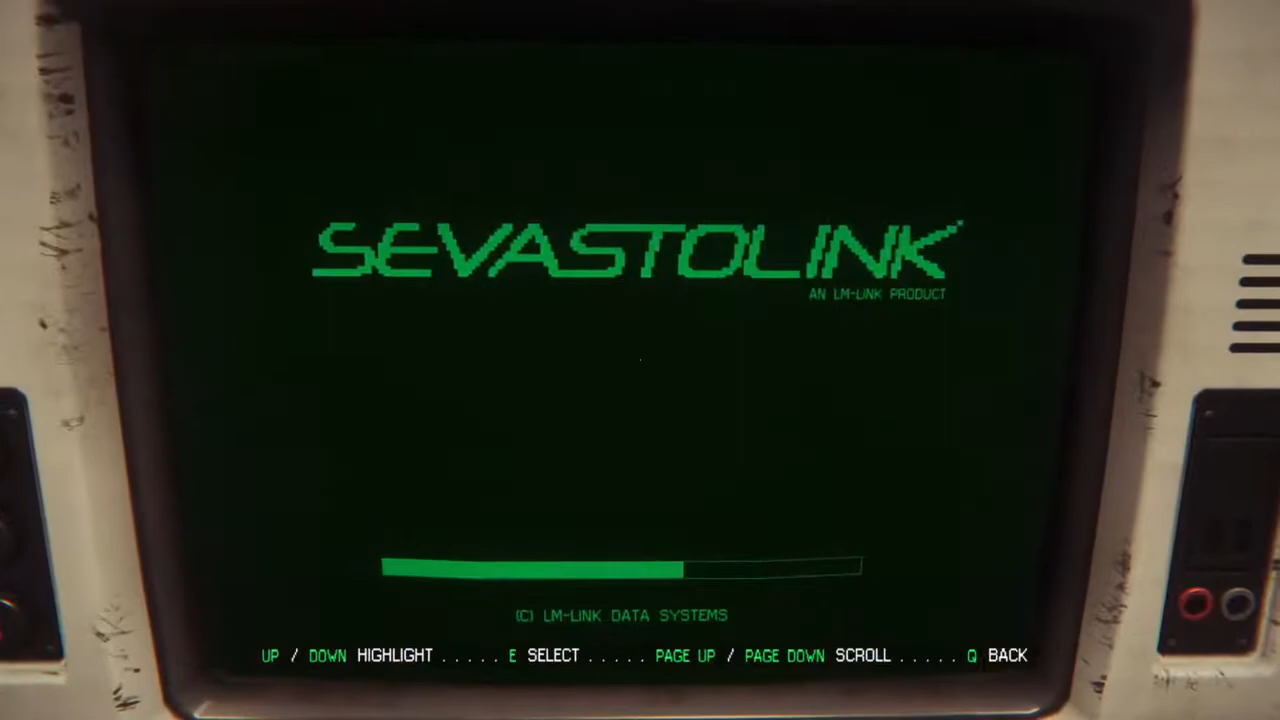 SEVASTOLINK
AN LM-LINK PRODUCT
(C) LM-LINK DATA SYSTEMS
UP / DOWN HIGHLIGHT ..... E SELECT ..... PAGE UP / PAGE DOWN SCROLL ..... Q BACK